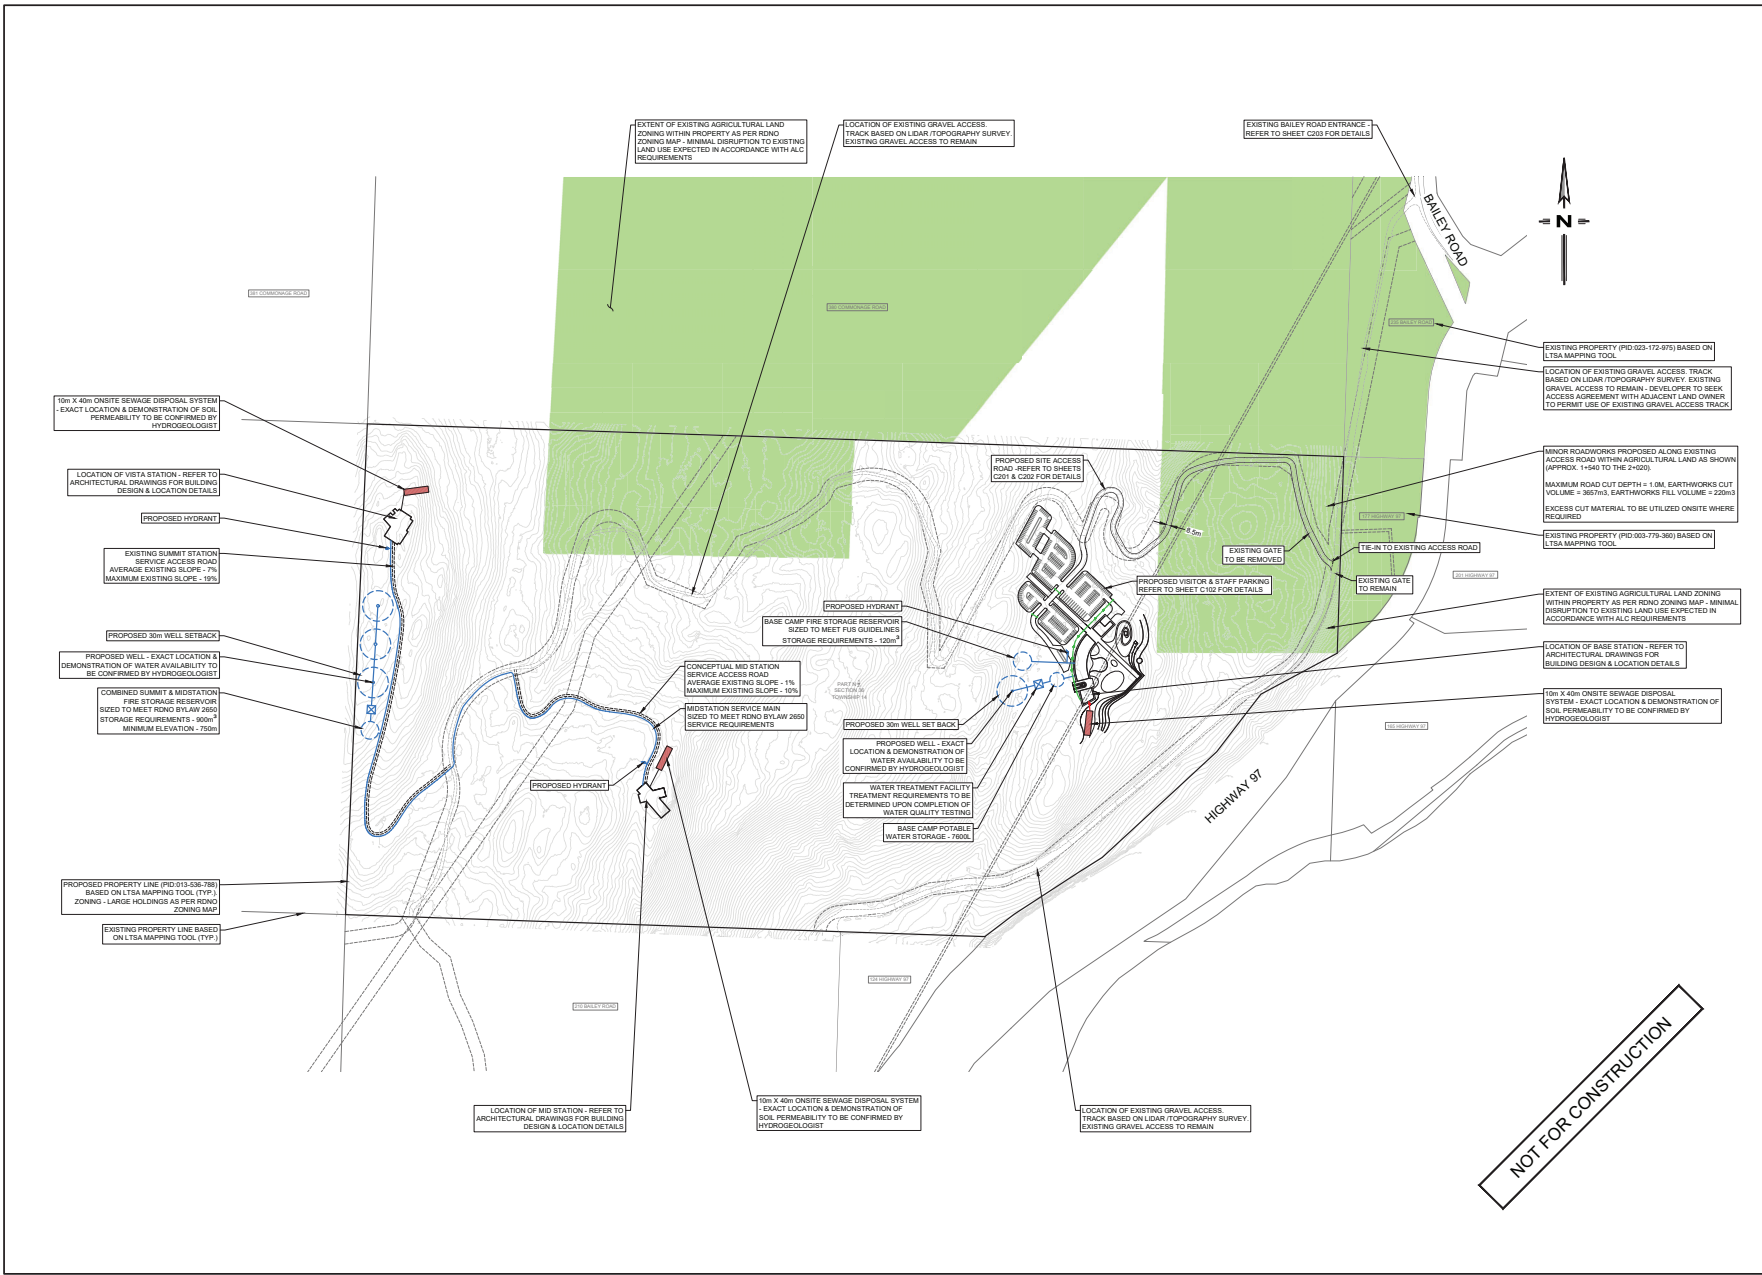 EXTENT OF EXISTING AGRICULTURAL LAND
ZONING WITHIN PROPERTY AS PER RDNO
ZONING MAP - MINIMAL DISRUPTION TO EXISTING
LAND USE EXPECTED IN ACCORDANCE WITH ALC
REQUIREMENTS
LOCATION OF EXISTING GRAVEL ACCESS.
TRACK BASED ON LIDAR /TOPOGRAPHY SURVEY.
EXISTING GRAVEL ACCESS TO REMAIN
EXISTING BAILEY ROAD ENTRANCE -
REFER TO SHEET C203 FOR DETAILS
BAILEY ROAD
N
381 COMMONAGE ROAD
380 COMMONAGE ROAD
EXISTING PROPERTY (PID:023-172-975) BASED ON
LTSA MAPPING TOOL
LOCATION OF EXISTING GRAVEL ACCESS. TRACK
BASED ON LIDAR /TOPOGRAPHY SURVEY. EXISTING
GRAVEL ACCESS TO REMAIN - DEVELOPER TO SEEK
ACCESS AGREEMENT WITH ADJACENT LAND OWNER
TO PERMIT USE OF EXISTING GRAVEL ACCESS TRACK
10m X 40m ONSITE SEWAGE DISPOSAL SYSTEM
- EXACT LOCATION & DEMONSTRATION OF SOIL
PERMEABILITY TO BE CONFIRMED BY
HYDROGEOLOGIST
LOCATION OF VISTA STATION - REFER TO
ARCHITECTURAL DRAWINGS FOR BUILDING
DESIGN & LOCATION DETAILS
PROPOSED HYDRANT
EXISTING SUMMIT STATION
SERVICE ACCESS ROAD
AVERAGE EXISTING SLOPE - 7%
MAXIMUM EXISTING SLOPE - 19%
PROPOSED 30m WELL SETBACK
PROPOSED WELL - EXACT LOCATION &
DEMONSTRATION OF WATER AVAILABILITY TO
BE CONFIRMED BY HYDROGEOLOGIST
COMBINED SUMMIT & MIDSTATION
FIRE STORAGE RESERVOIR
SIZED TO MEET RDNO BYLAW 2650
STORAGE REQUIREMENTS - 900m³
MINIMUM ELEVATION - 750m
PROPOSED SITE ACCESS
ROAD -REFER TO SHEETS
C201 & C202 FOR DETAILS
8.5m
MINOR ROADWORKS PROPOSED ALONG EXISTING
ACCESS ROAD WITHIN AGRICULTURAL LAND AS SHOWN
(APPROX. 1+540 TO THE 2+020).
MAXIMUM ROAD CUT DEPTH = 1.0M, EARTHWORKS CUT
VOLUME = 3657m3, EARTHWORKS FILL VOLUME = 220m3
EXCESS CUT MATERIAL TO BE UTILIZED ONSITE WHERE
REQUIRED
EXISTING PROPERTY (PID:003-779-360) BASED ON
LTSA MAPPING TOOL
177 HIGHWAY 97
201 HIGHWAY 97
EXISTING GATE
TO BE REMOVED
TIE-IN TO EXISTING ACCESS ROAD
EXISTING GATE
TO REMAIN
PROPOSED VISITOR & STAFF PARKING
REFER TO SHEET C102 FOR DETAILS
EXTENT OF EXISTING AGRICULTURAL LAND ZONING
WITHIN PROPERTY AS PER RDNO ZONING MAP - MINIMAL
DISRUPTION TO EXISTING LAND USE EXPECTED IN
ACCORDANCE WITH ALC REQUIREMENTS
PROPOSED HYDRANT
BASE CAMP FIRE STORAGE RESERVOIR
SIZED TO MEET FUS GUIDELINES
STORAGE REQUIREMENTS - 120m³
LOCATION OF BASE STATION - REFER TO
ARCHITECTURAL DRAWINGS FOR
BUILDING DESIGN & LOCATION DETAILS
CONCEPTUAL MID STATION
SERVICE ACCESS ROAD
AVERAGE EXISTING SLOPE - 1%
MAXIMUM EXISTING SLOPE - 10%
SECTION 36
TOWNSHIP 14
10m X 40m ONSITE SEWAGE DISPOSAL
SYSTEM - EXACT LOCATION & DEMONSTRATION OF
SOIL PERMEABILITY TO BE CONFIRMED BY
HYDROGEOLOGIST
MIDSTATION SERVICE MAIN
SIZED TO MEET RDNO BYLAW 2650
SERVICE REQUIREMENTS
PROPOSED 30m WELL SET BACK
165 HIGHWAY 97
PROPOSED WELL - EXACT
LOCATION & DEMONSTRATION OF
WATER AVAILABILITY TO BE
CONFIRMED BY HYDROGEOLOGIST
PROPOSED HYDRANT
WATER TREATMENT FACILITY
TREATMENT REQUIREMENTS TO BE
DETERMINED UPON COMPLETION OF
WATER QUALITY TESTING
BASE CAMP POTABLE
WATER STORAGE - 7600L
HIGHWAY 97
PROPOSED PROPERTY LINE (PID:013-536-788)
BASED ON LTSA MAPPING TOOL (TYP.).
ZONING - LARGE HOLDINGS AS PER RDNO
ZONING MAP
EXISTING PROPERTY LINE BASED
ON LTSA MAPPING TOOL (TYP.)
124 HIGHWAY 97
210 BAILEY ROAD
LOCATION OF MID STATION - REFER TO
ARCHITECTURAL DRAWINGS FOR BUILDING
DESIGN & LOCATION DETAILS
10m X 40m ONSITE SEWAGE DISPOSAL SYSTEM
- EXACT LOCATION & DEMONSTRATION OF
SOIL PERMEABILITY TO BE CONFIRMED BY
HYDROGEOLOGIST
LOCATION OF EXISTING GRAVEL ACCESS.
TRACK BASED ON LIDAR /TOPOGRAPHY SURVEY.
EXISTING GRAVEL ACCESS TO REMAIN
NOT FOR CONSTRUCTION